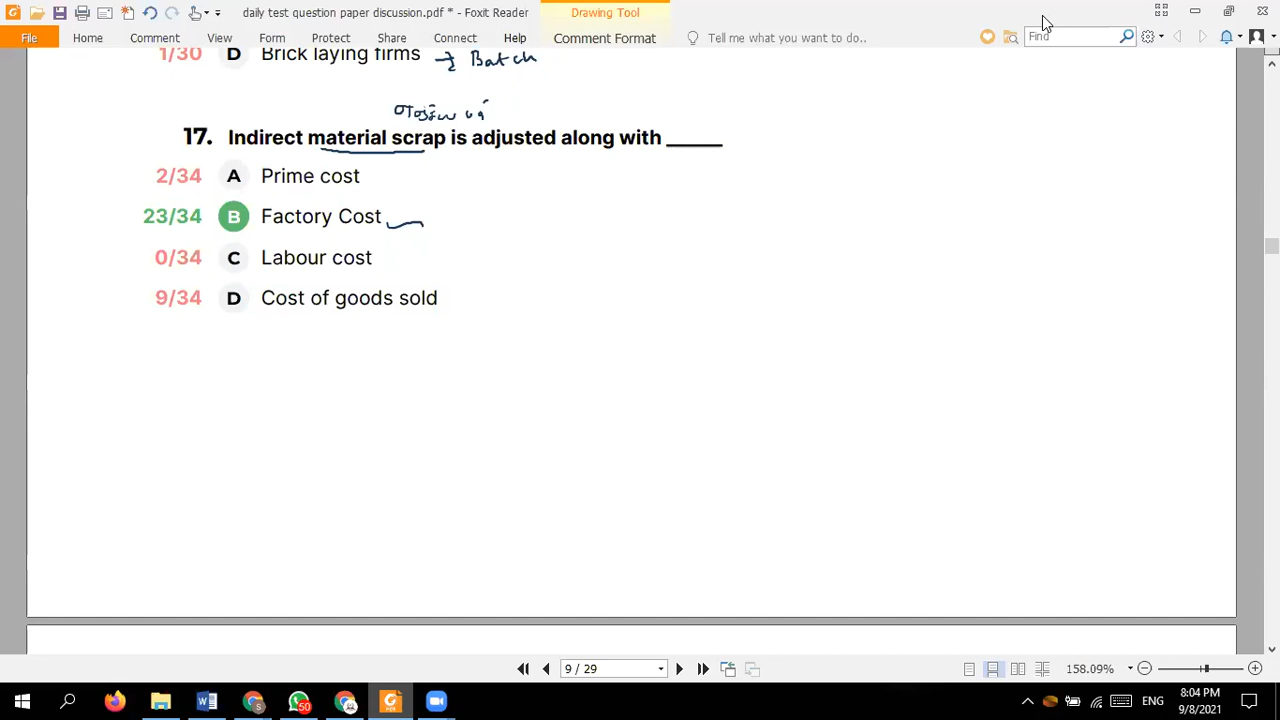 daily test question paper discussion.pdf * - Foxit Reader
Drawing Tool
File Home Comment View Form Protect Share Connect Help Comment Format Tell me what you want to do.. Find
1/30 D Brick laying firms → Batch
17. Indirect material scrap is adjusted along with _____
2/34 A Prime cost
23/34 B Factory Cost
0/34 C Labour cost
9/34 D Cost of goods sold
9 / 29
158.09%
50
ENG
8:04 PM
9/8/2021